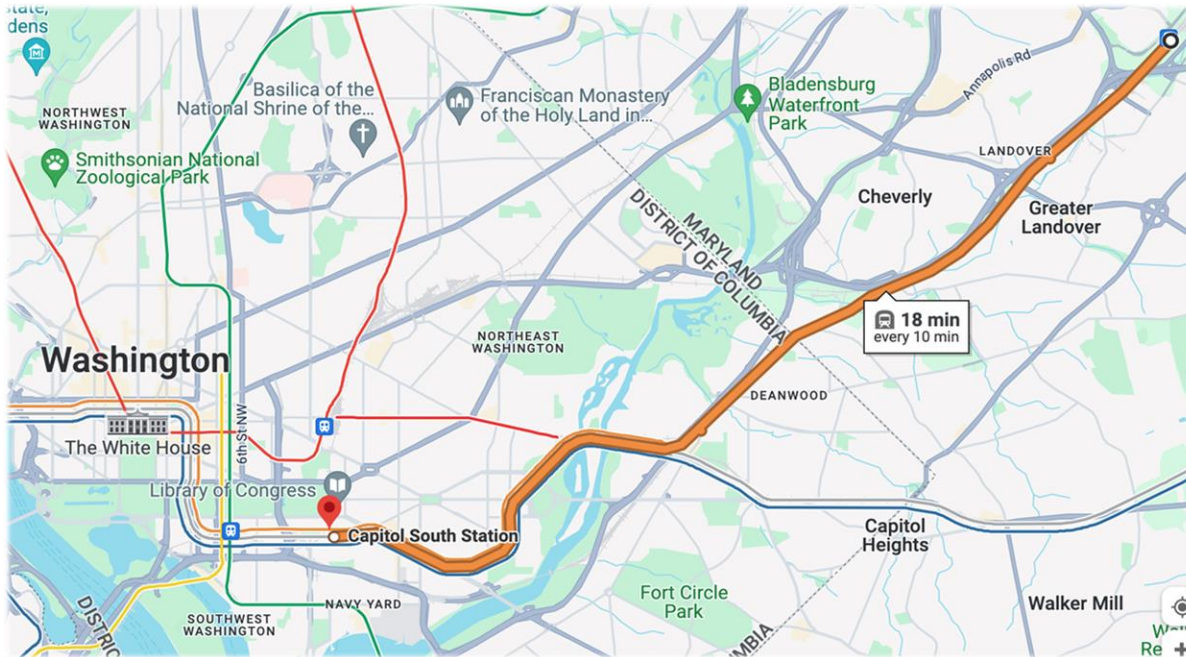 state,
dens
NORTHWEST
WASHINGTON
Basilica of the
National Shrine of the...
Franciscan Monastery
of the Holy Land in...
Bladensburg
Waterfront
Park
Annapolis Rd
Smithsonian National
Zoological Park
LANDOVER
Cheverly
Greater
Landover
MARYLAND
DISTRICT OF COLUMBIA
18 min
every 10 min
NORTHEAST
WASHINGTON
Washington
DEANWOOD
The White House
6th St NW
Library of Congress
Capitol South Station
Capitol
Heights
Fort Circle
Park
NAVY YARD
SOUTHWEST
WASHINGTON
Walker Mill
DISTRIC
UMBIA
Re